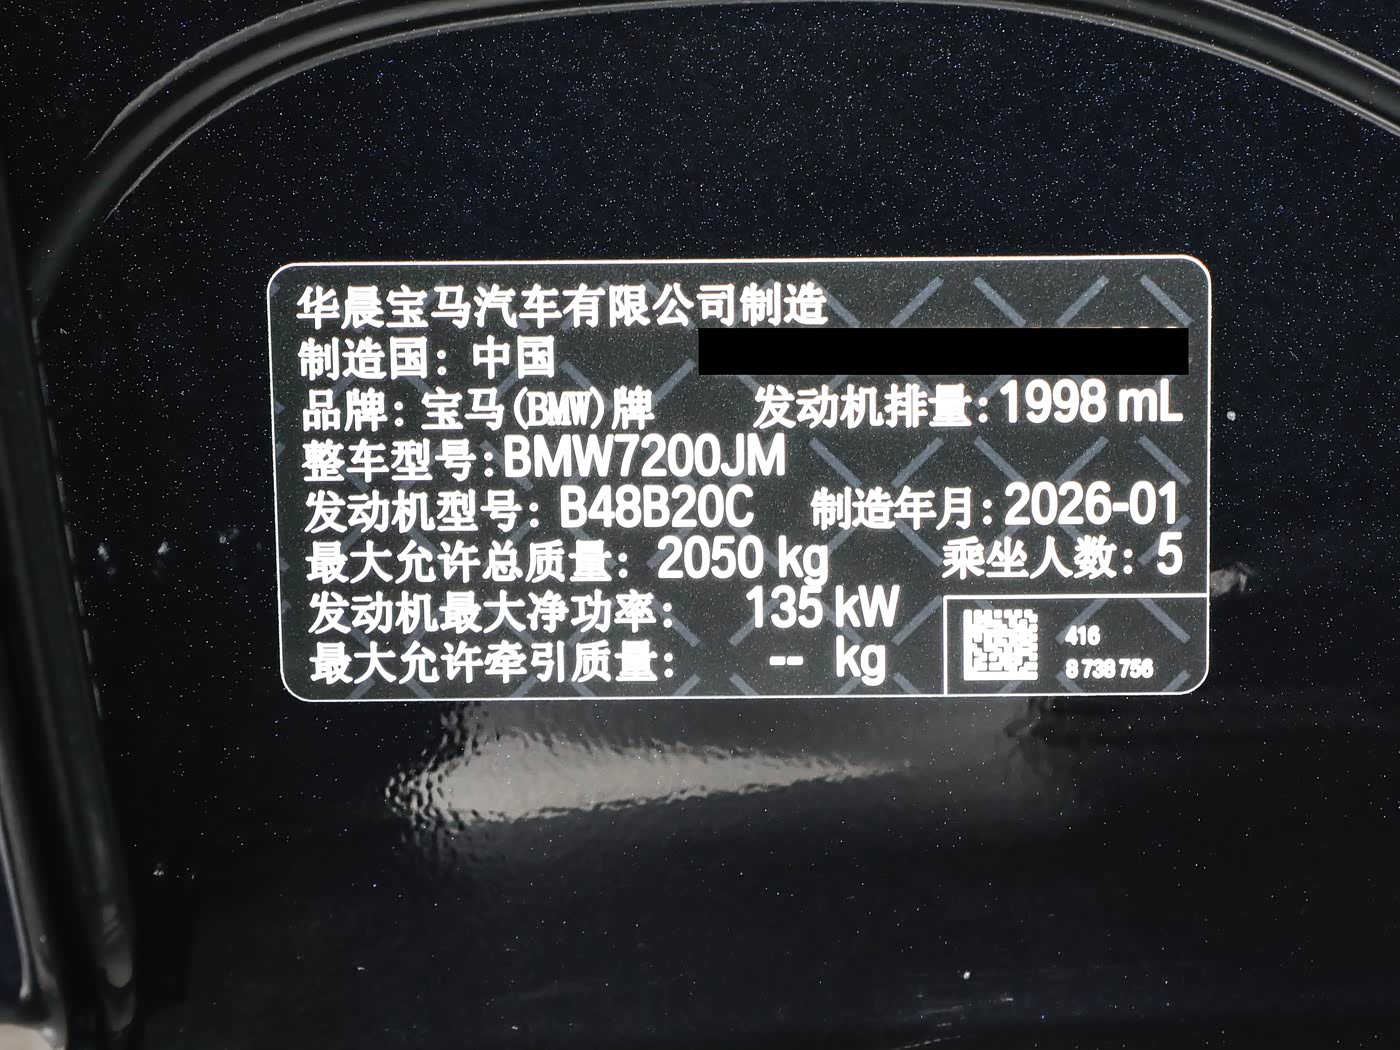 华晨宝马汽车有限公司制造
制造国：中国
品牌：宝马(BMW)牌 发动机排量：1998 mL
整车型号：BMW7200JM
发动机型号：B48B20C 制造年月：2026-01
最大允许总质量：2050 kg 乘坐人数：5
发动机最大净功率：135 kW
最大允许牵引质量：-- kg
416
8 738 756